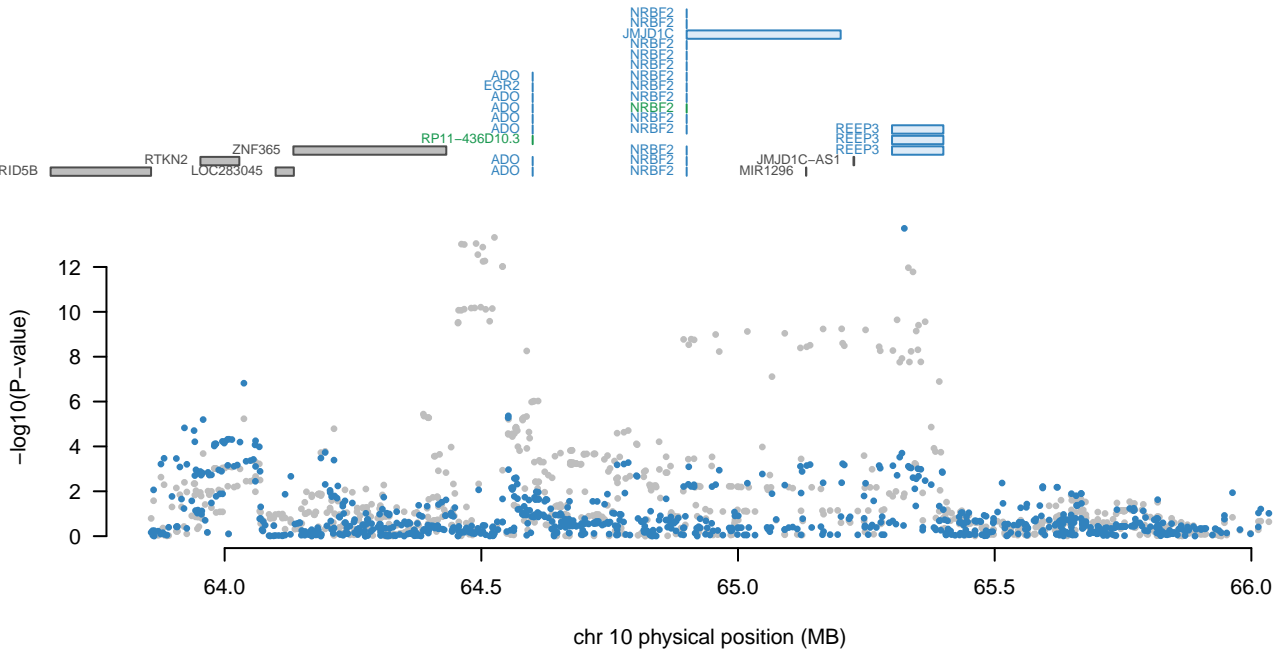 NRBF2
NRBF2
JMJD1C
NRBF2
NRBF2
NRBF2
ADO NRBF2
EGR2 NRBF2
ADO NRBF2
ADO NRBF2
ADO NRBF2
ADO NRBF2 REEP3
RP11−436D10.3 REEP3
ZNF365 NRBF2 REEP3
RTKN2 ADO NRBF2 JMJD1C−AS1
RID5B LOC283045 ADO NRBF2 MIR1296
12
10
8
6
4
2
0
−log10(P−value)
64.0 64.5 65.0 65.5 66.0
chr 10 physical position (MB)